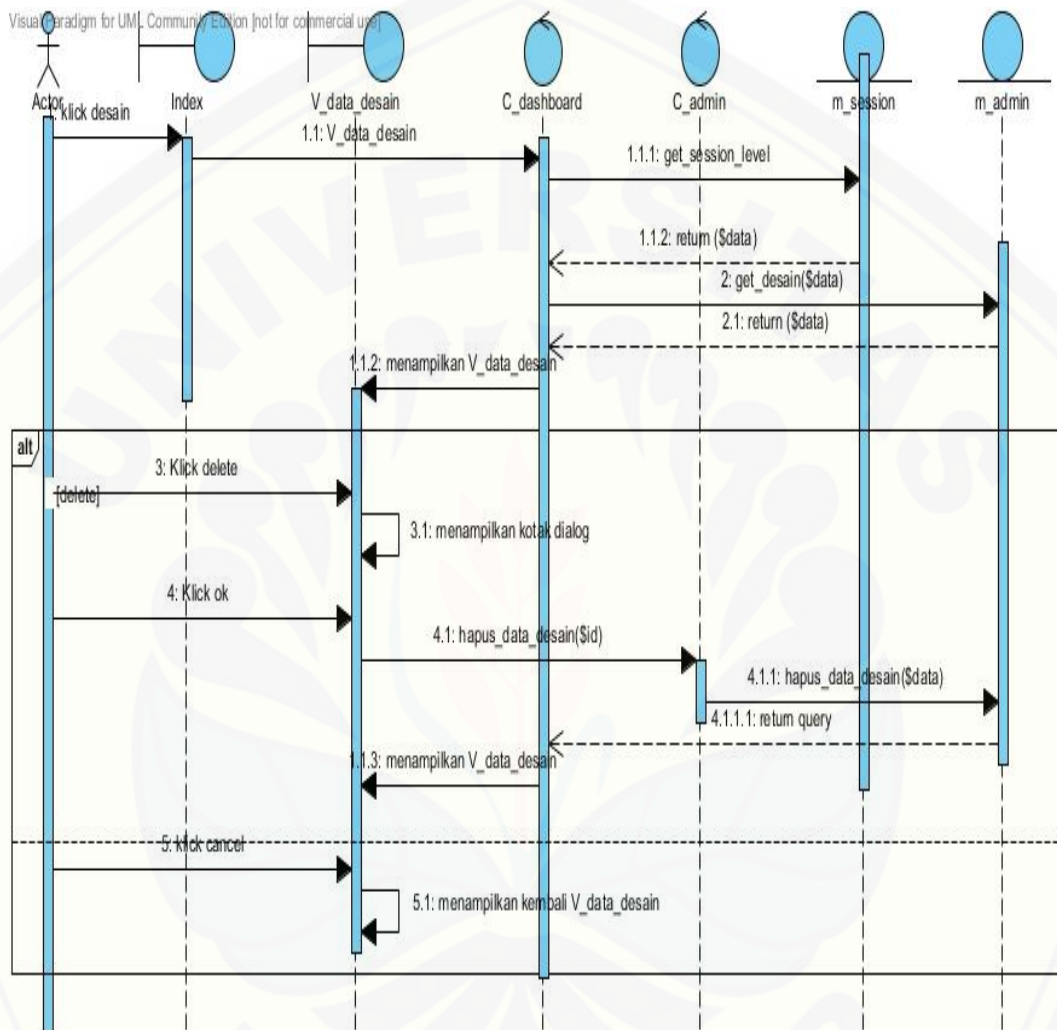 Visual Paradigm for UML Community Edition [not for commercial use]
Actor
Index
V_data_desain
C_dashboard
C_admin
m_session
m_admin
: klick desain
1.1: V_data_desain
1.1.1: get_session_level
1.1.2: return ($data)
2: get_desain($data)
2.1: return ($data)
1.1.2: menampilkan V_data_desain
alt
3: Klick delete
[delete]
3.1: menampilkan kotak dialog
4: Klick ok
4.1: hapus_data_desain($id)
4.1.1: hapus_data_desain($data)
4.1.1.1: return query
1.1.3: menampilkan V_data_desain
5: klick cancel
5.1: menampilkan kembali V_data_desain
UNIVERSITAS